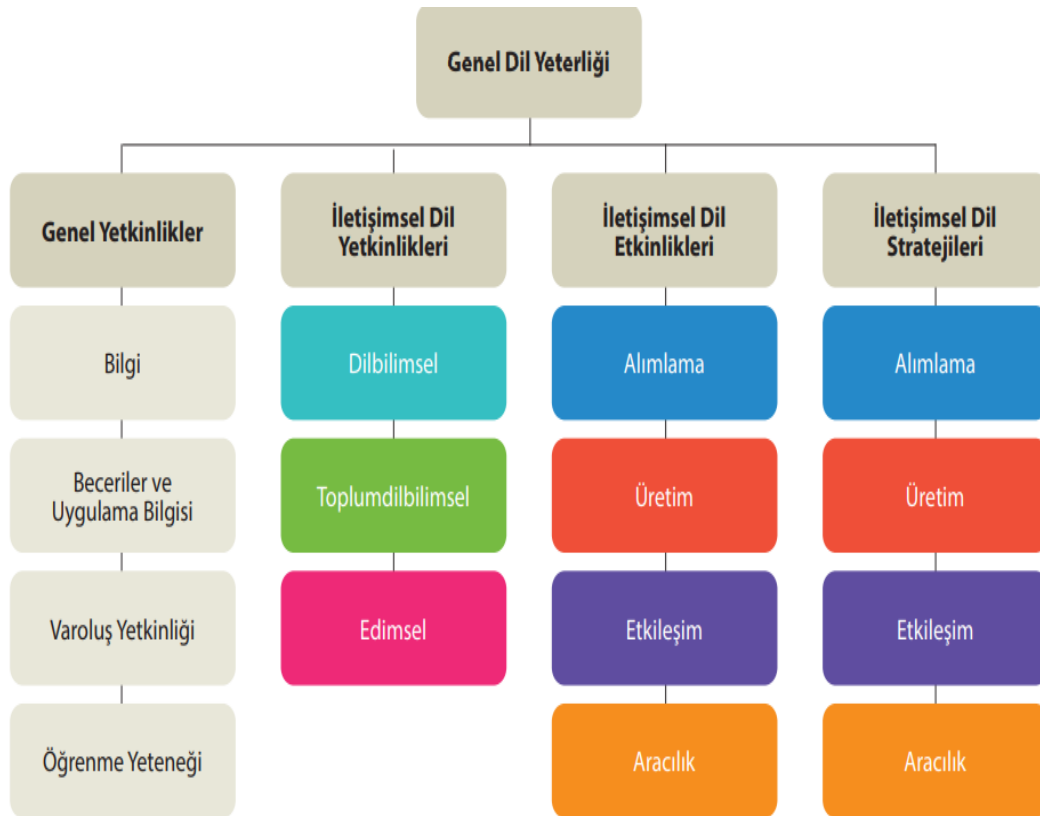 Genel Dil Yeterliği
Genel Yetkinlikler
İletişimsel Dil
Yetkinlikleri
İletişimsel Dil
Etkinlikleri
İletişimsel Dil
Stratejileri
Bilgi
Dilbilimsel
Alımlama
Alımlama
Beceriler ve
Uygulama Bilgisi
Toplumdilbilimsel
Üretim
Üretim
Varoluş Yetkinliği
Edimsel
Etkileşim
Etkileşim
Öğrenme Yeteneği
Aracılık
Aracılık